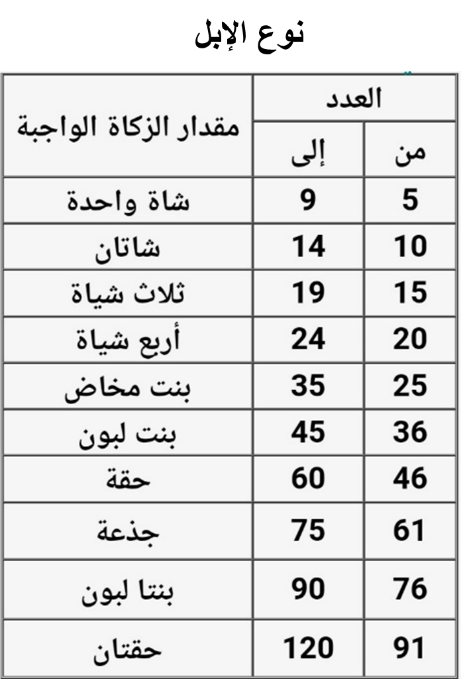 نوع الإبل
العدد مقدار الزكاة الواجبة
من إلى
5 9 شاة واحدة
10 14 شاتان
15 19 ثلاث شياة
20 24 أربع شياة
25 35 بنت مخاض
36 45 بنت لبون
46 60 حقة
61 75 جذعة
76 90 بنتا لبون
91 120 حقتان